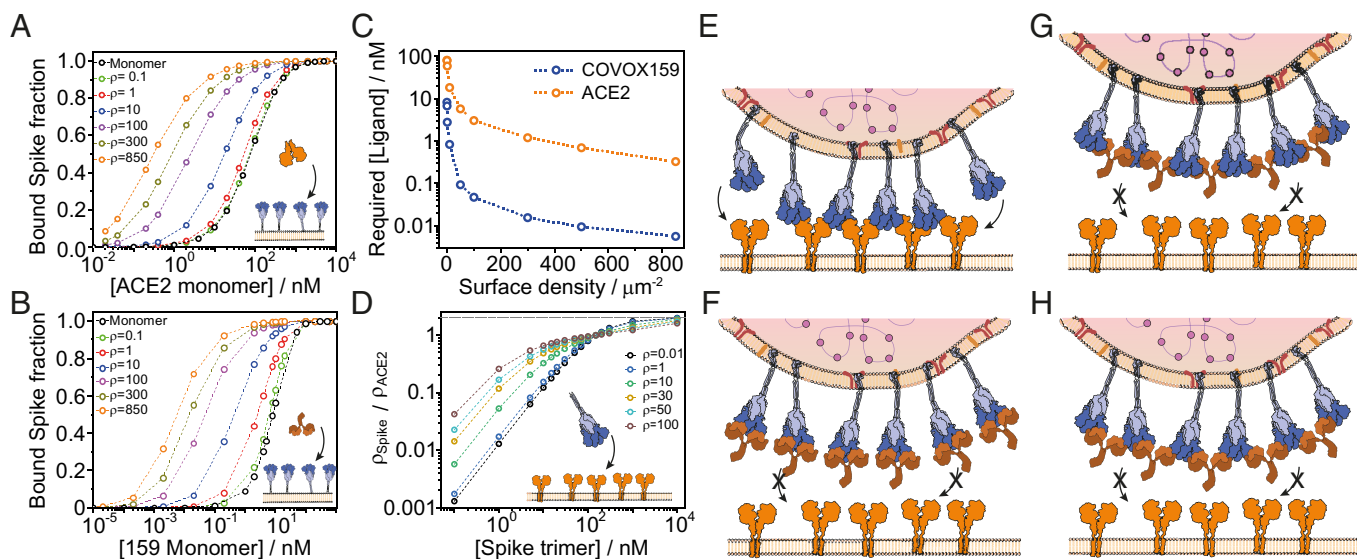 A
Bound Spike fraction
1.0
0.8
0.6
0.4
0.2
0.0
Monomer
ρ= 0.1
ρ= 1
ρ=10
ρ=100
ρ=300
ρ=850
10⁻² 10⁰ 10² 10⁴
[ACE2 monomer] / nM
B
Bound Spike fraction
1.0
0.8
0.6
0.4
0.2
0
Monomer
ρ=0.1
ρ=1
ρ=10
ρ=100
ρ=300
ρ=850
10⁻⁵ 10⁻³ 10⁻¹ 10¹
[159 Monomer] / nM
C
Required [Ligand] / nM
100
10
1
0.1
0.01
COVOX159
ACE2
0 200 400 600 800
Surface density / μm⁻²
D
ρSpike / ρACE2
1
0.1
0.01
0.001
ρ=0.01
ρ=1
ρ=10
ρ=30
ρ=50
ρ=100
10⁰ 10² 10⁴
[Spike trimer] / nM
E
X X
F
G
X X
H
X X